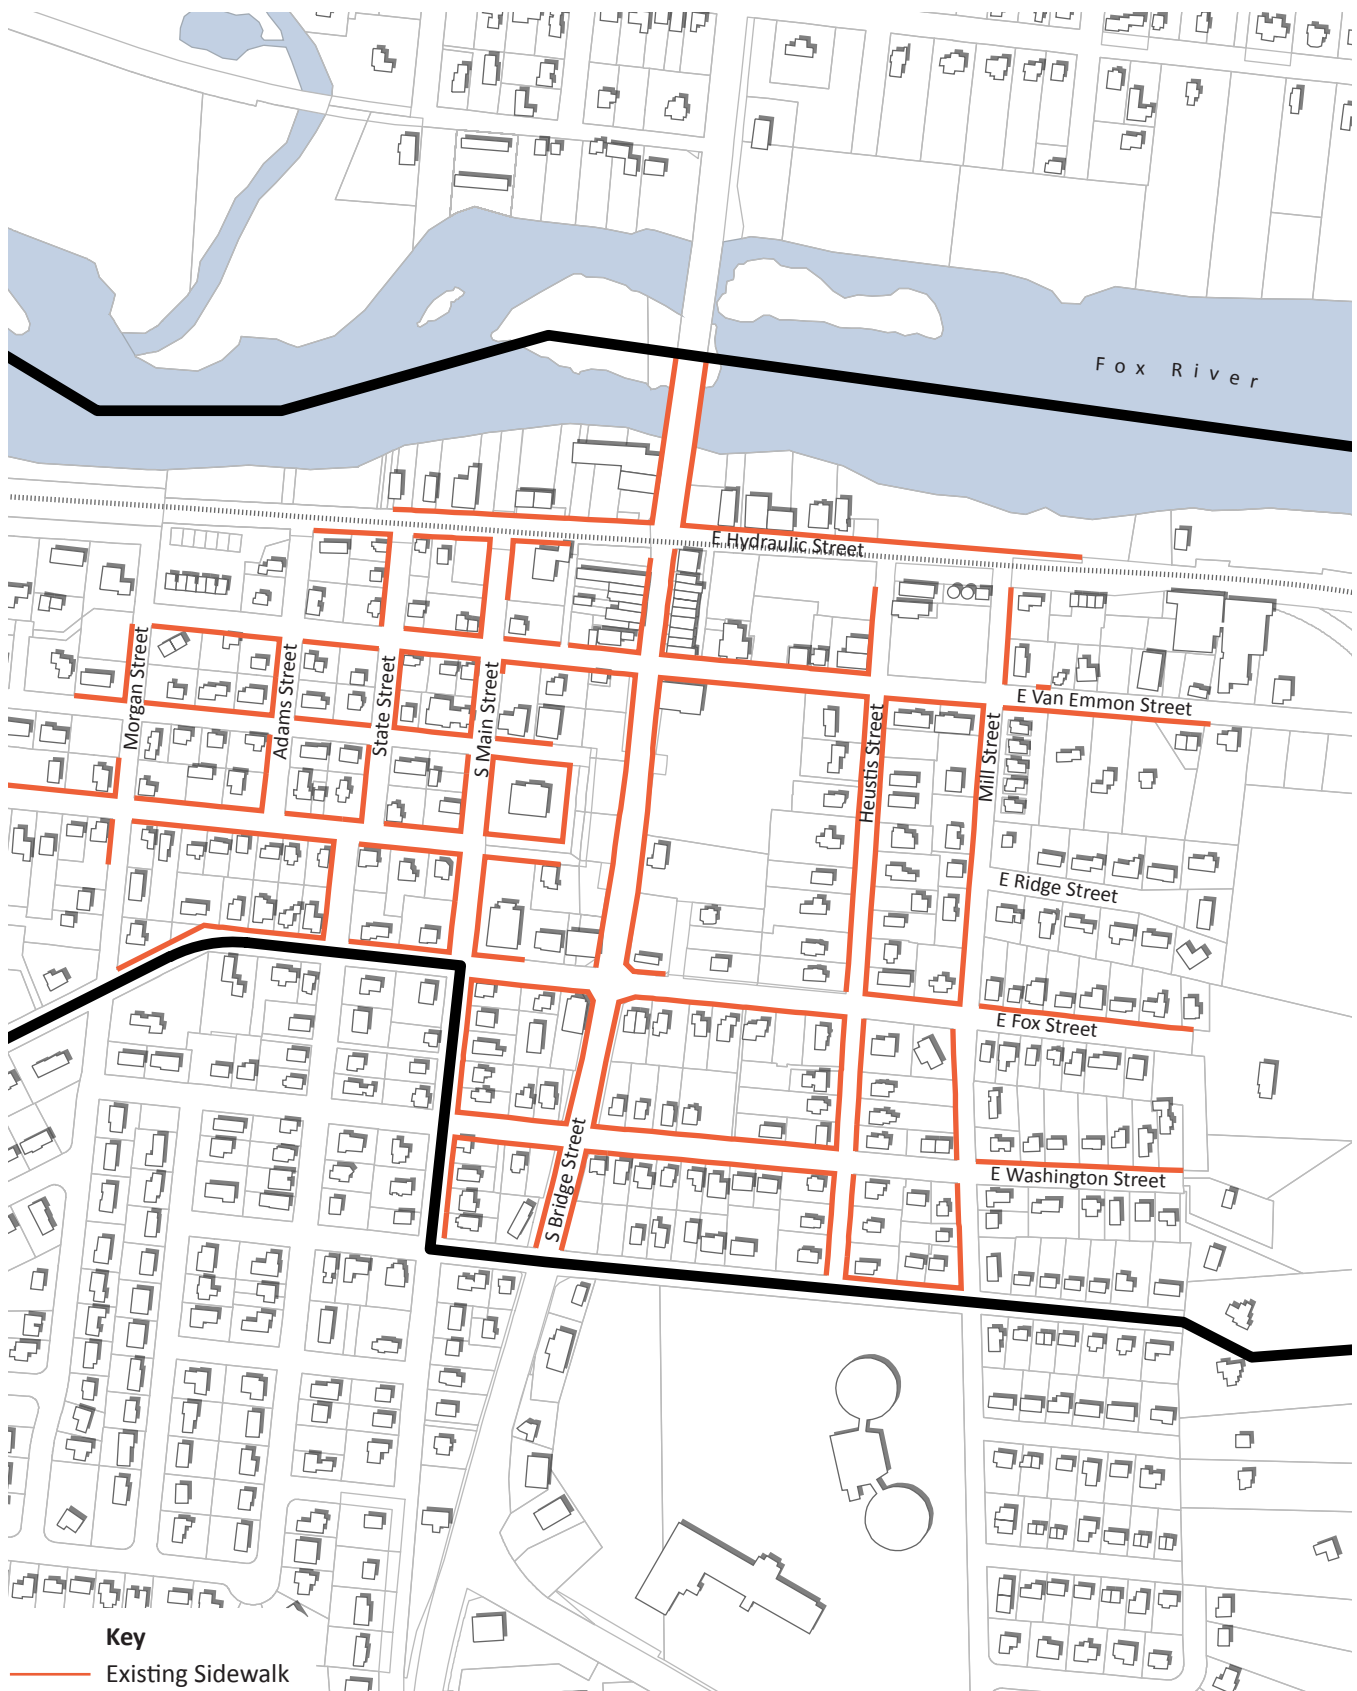 Fox River
E Hydraulic Street
Morgan Street
Adams Street
State Street
S Main Street
E Van Emmon Street
Heustis Street
Mill Street
E Ridge Street
E Fox Street
S Bridge Street
E Washington Street
Key
Existing Sidewalk